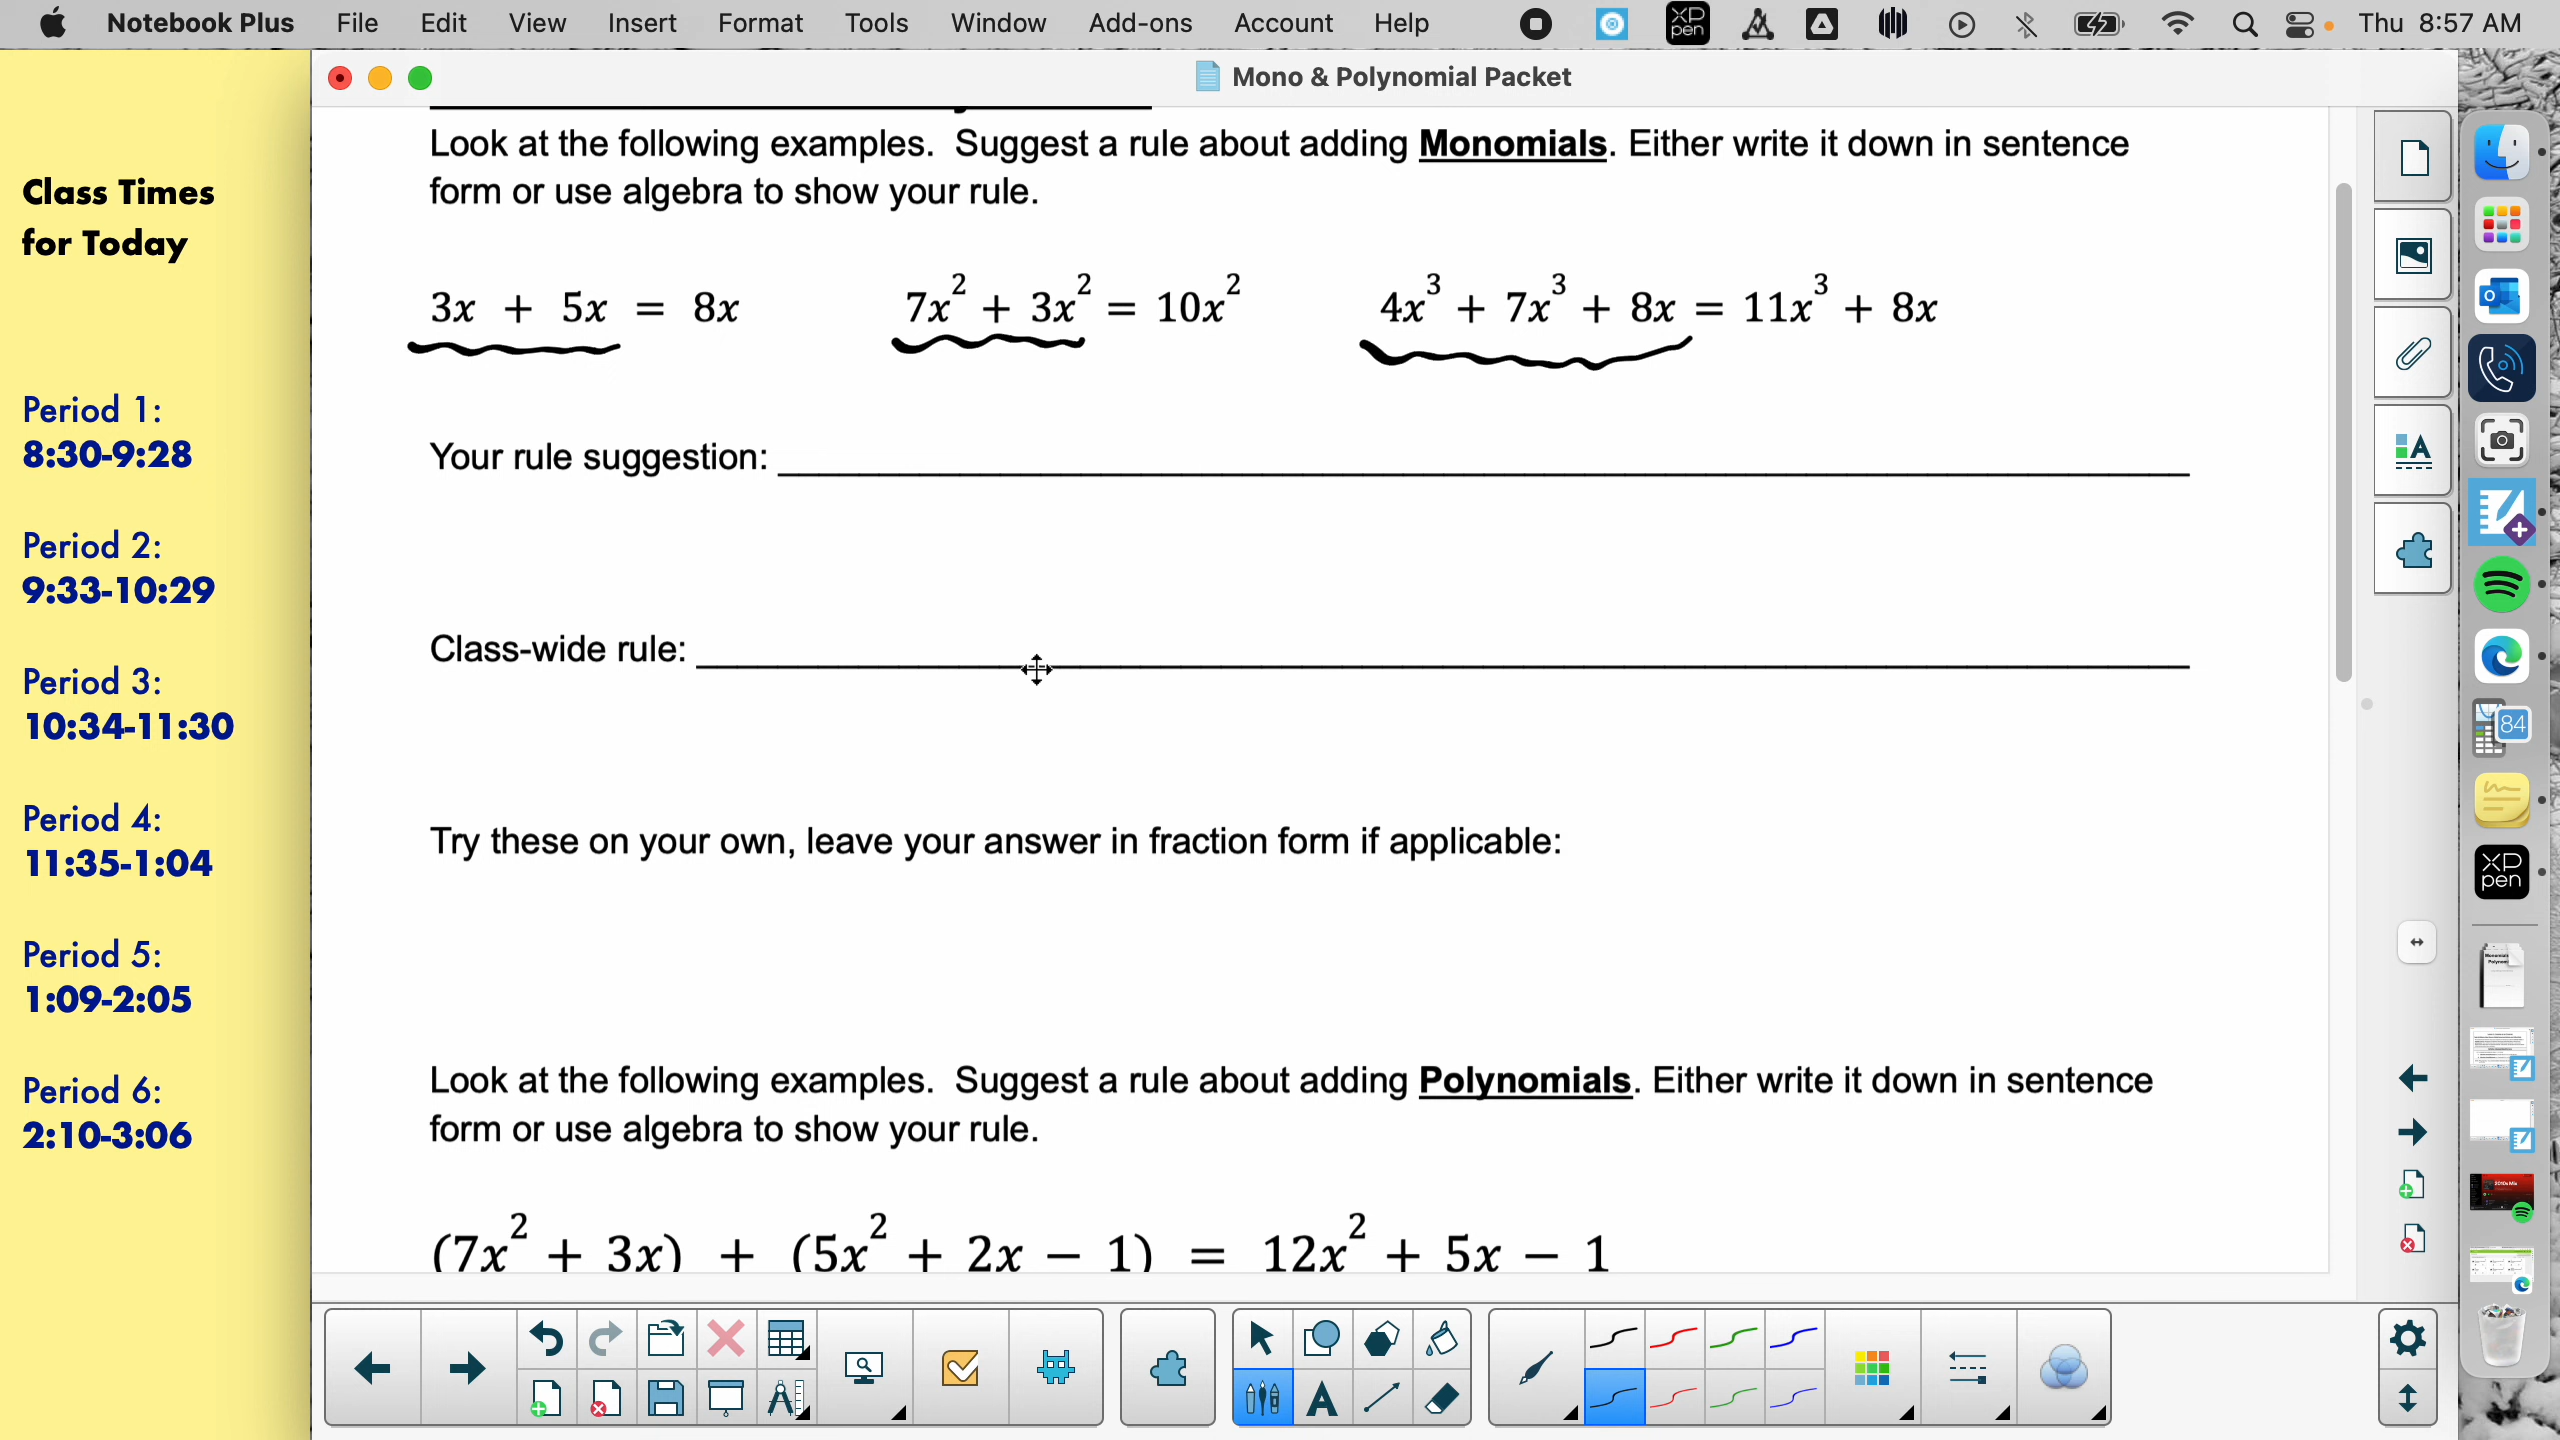 Notebook Plus File Edit View Insert Format Tools Window Add-ons Account Help XP pen Thu 8:57 AM
Mono & Polynomial Packet
Class Times
for Today
Period 1:
8:30-9:28
Period 2:
9:33-10:29
Period 3:
10:34-11:30
Period 4:
11:35-1:04
Period 5:
1:09-2:05
Period 6:
2:10-3:06
Look at the following examples. Suggest a rule about adding Monomials. Either write it down in sentence
form or use algebra to show your rule.
3x + 5x = 8x 7x² + 3x² = 10x² 4x³ + 7x³ + 8x = 11x³ + 8x
Your rule suggestion:
Class-wide rule:
Try these on your own, leave your answer in fraction form if applicable:
Look at the following examples. Suggest a rule about adding Polynomials. Either write it down in sentence
form or use algebra to show your rule.
(7x² + 3x) + (5x² + 2x − 1) = 12x² + 5x − 1
A
84
XP
pen
A